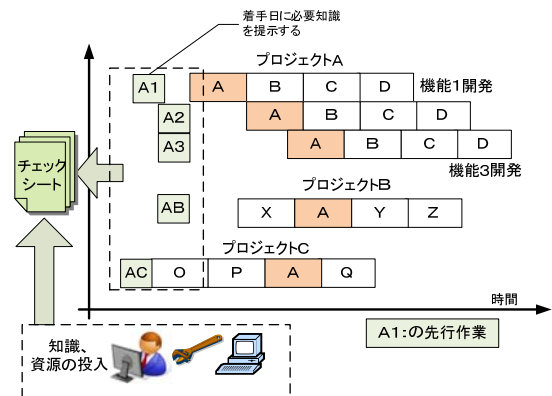 着手日に必要知識
を提示する
プロジェクトA
A1
A B C D
機能1開発
A2
A B C D
A3
A B C D
機能3開発
チェック
シート
プロジェクトB
AB
X A Y Z
プロジェクトC
AC O P A Q
時間
知識、
資源の投入
A1:の先行作業